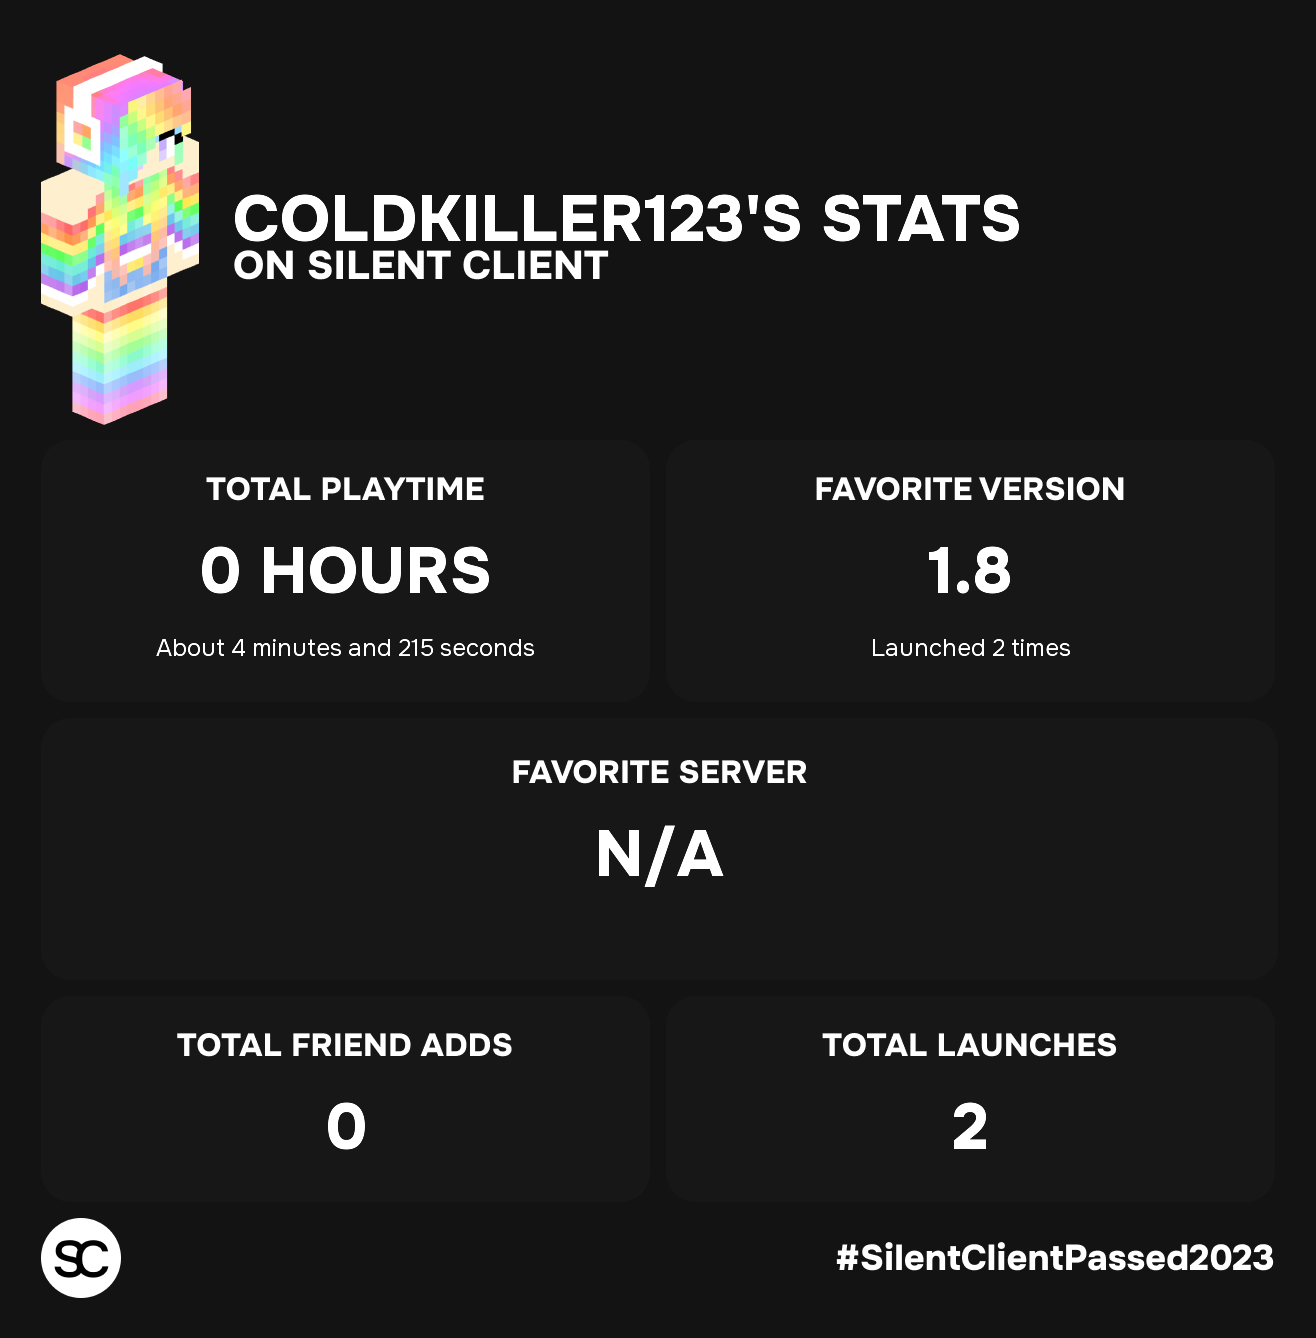 COLDKILLER123'S STATS
ON SILENT CLIENT
TOTAL PLAYTIME
0 HOURS
About 4 minutes and 215 seconds
FAVORITE VERSION
1.8
Launched 2 times
FAVORITE SERVER
N/A
TOTAL FRIEND ADDS
0
TOTAL LAUNCHES
2
SC
#SilentClientPassed2023